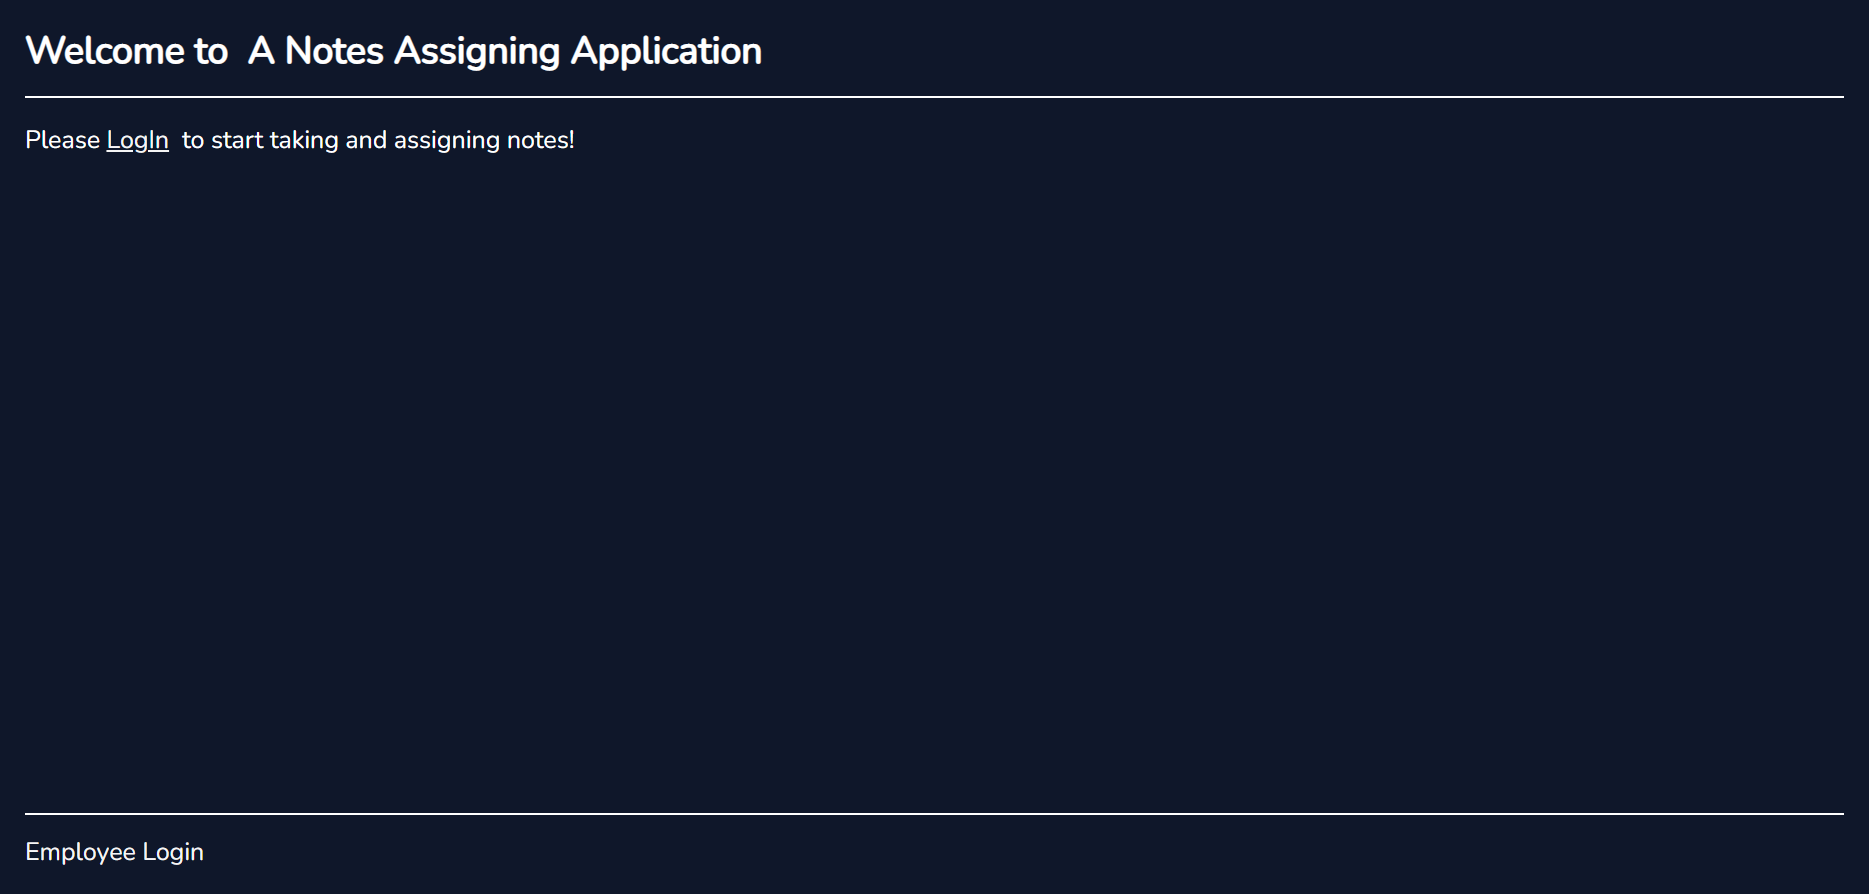 Welcome to A Notes Assigning Application
Please LogIn to start taking and assigning notes!
Employee Login